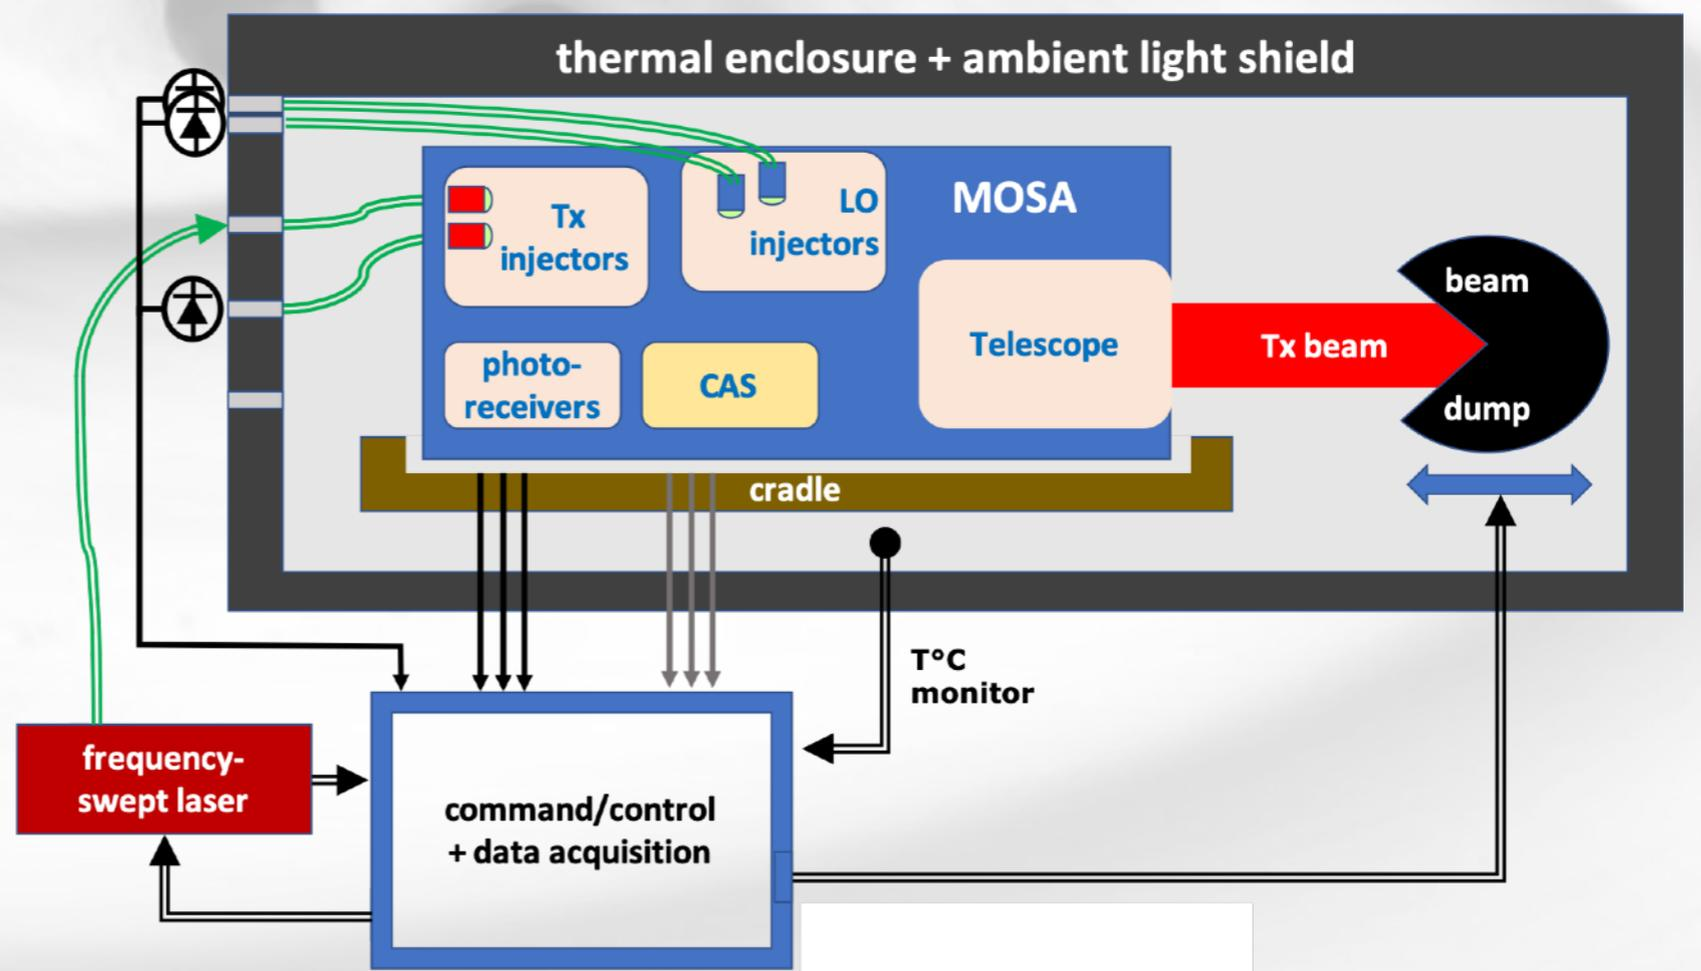 thermal enclosure + ambient light shield
Tx
injectors
LO
injectors
MOSA
photo-
receivers
CAS
Telescope
Tx beam
beam
dump
cradle
T°C
monitor
frequency-
swept laser
command/control
+ data acquisition